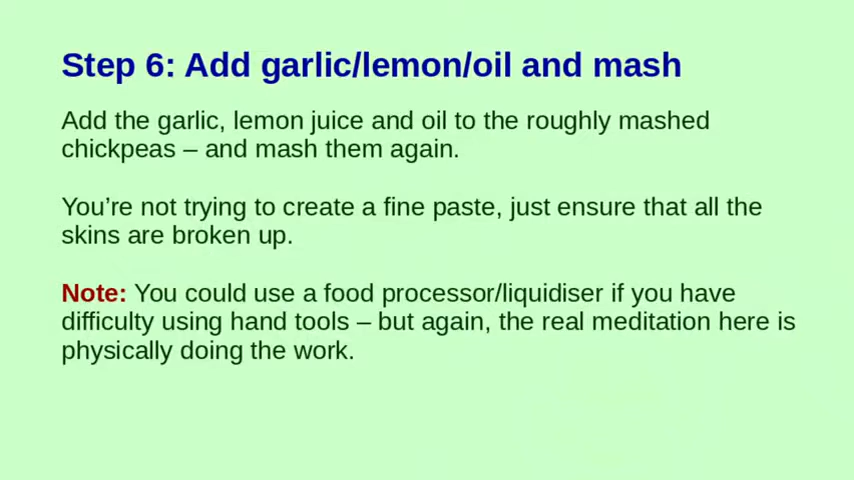 Step 6: Add garlic/lemon/oil and mash
Add the garlic, lemon juice and oil to the roughly mashed
chickpeas – and mash them again.
You’re not trying to create a fine paste, just ensure that all the
skins are broken up.
Note: You could use a food processor/liquidiser if you have
difficulty using hand tools – but again, the real meditation here is
physically doing the work.